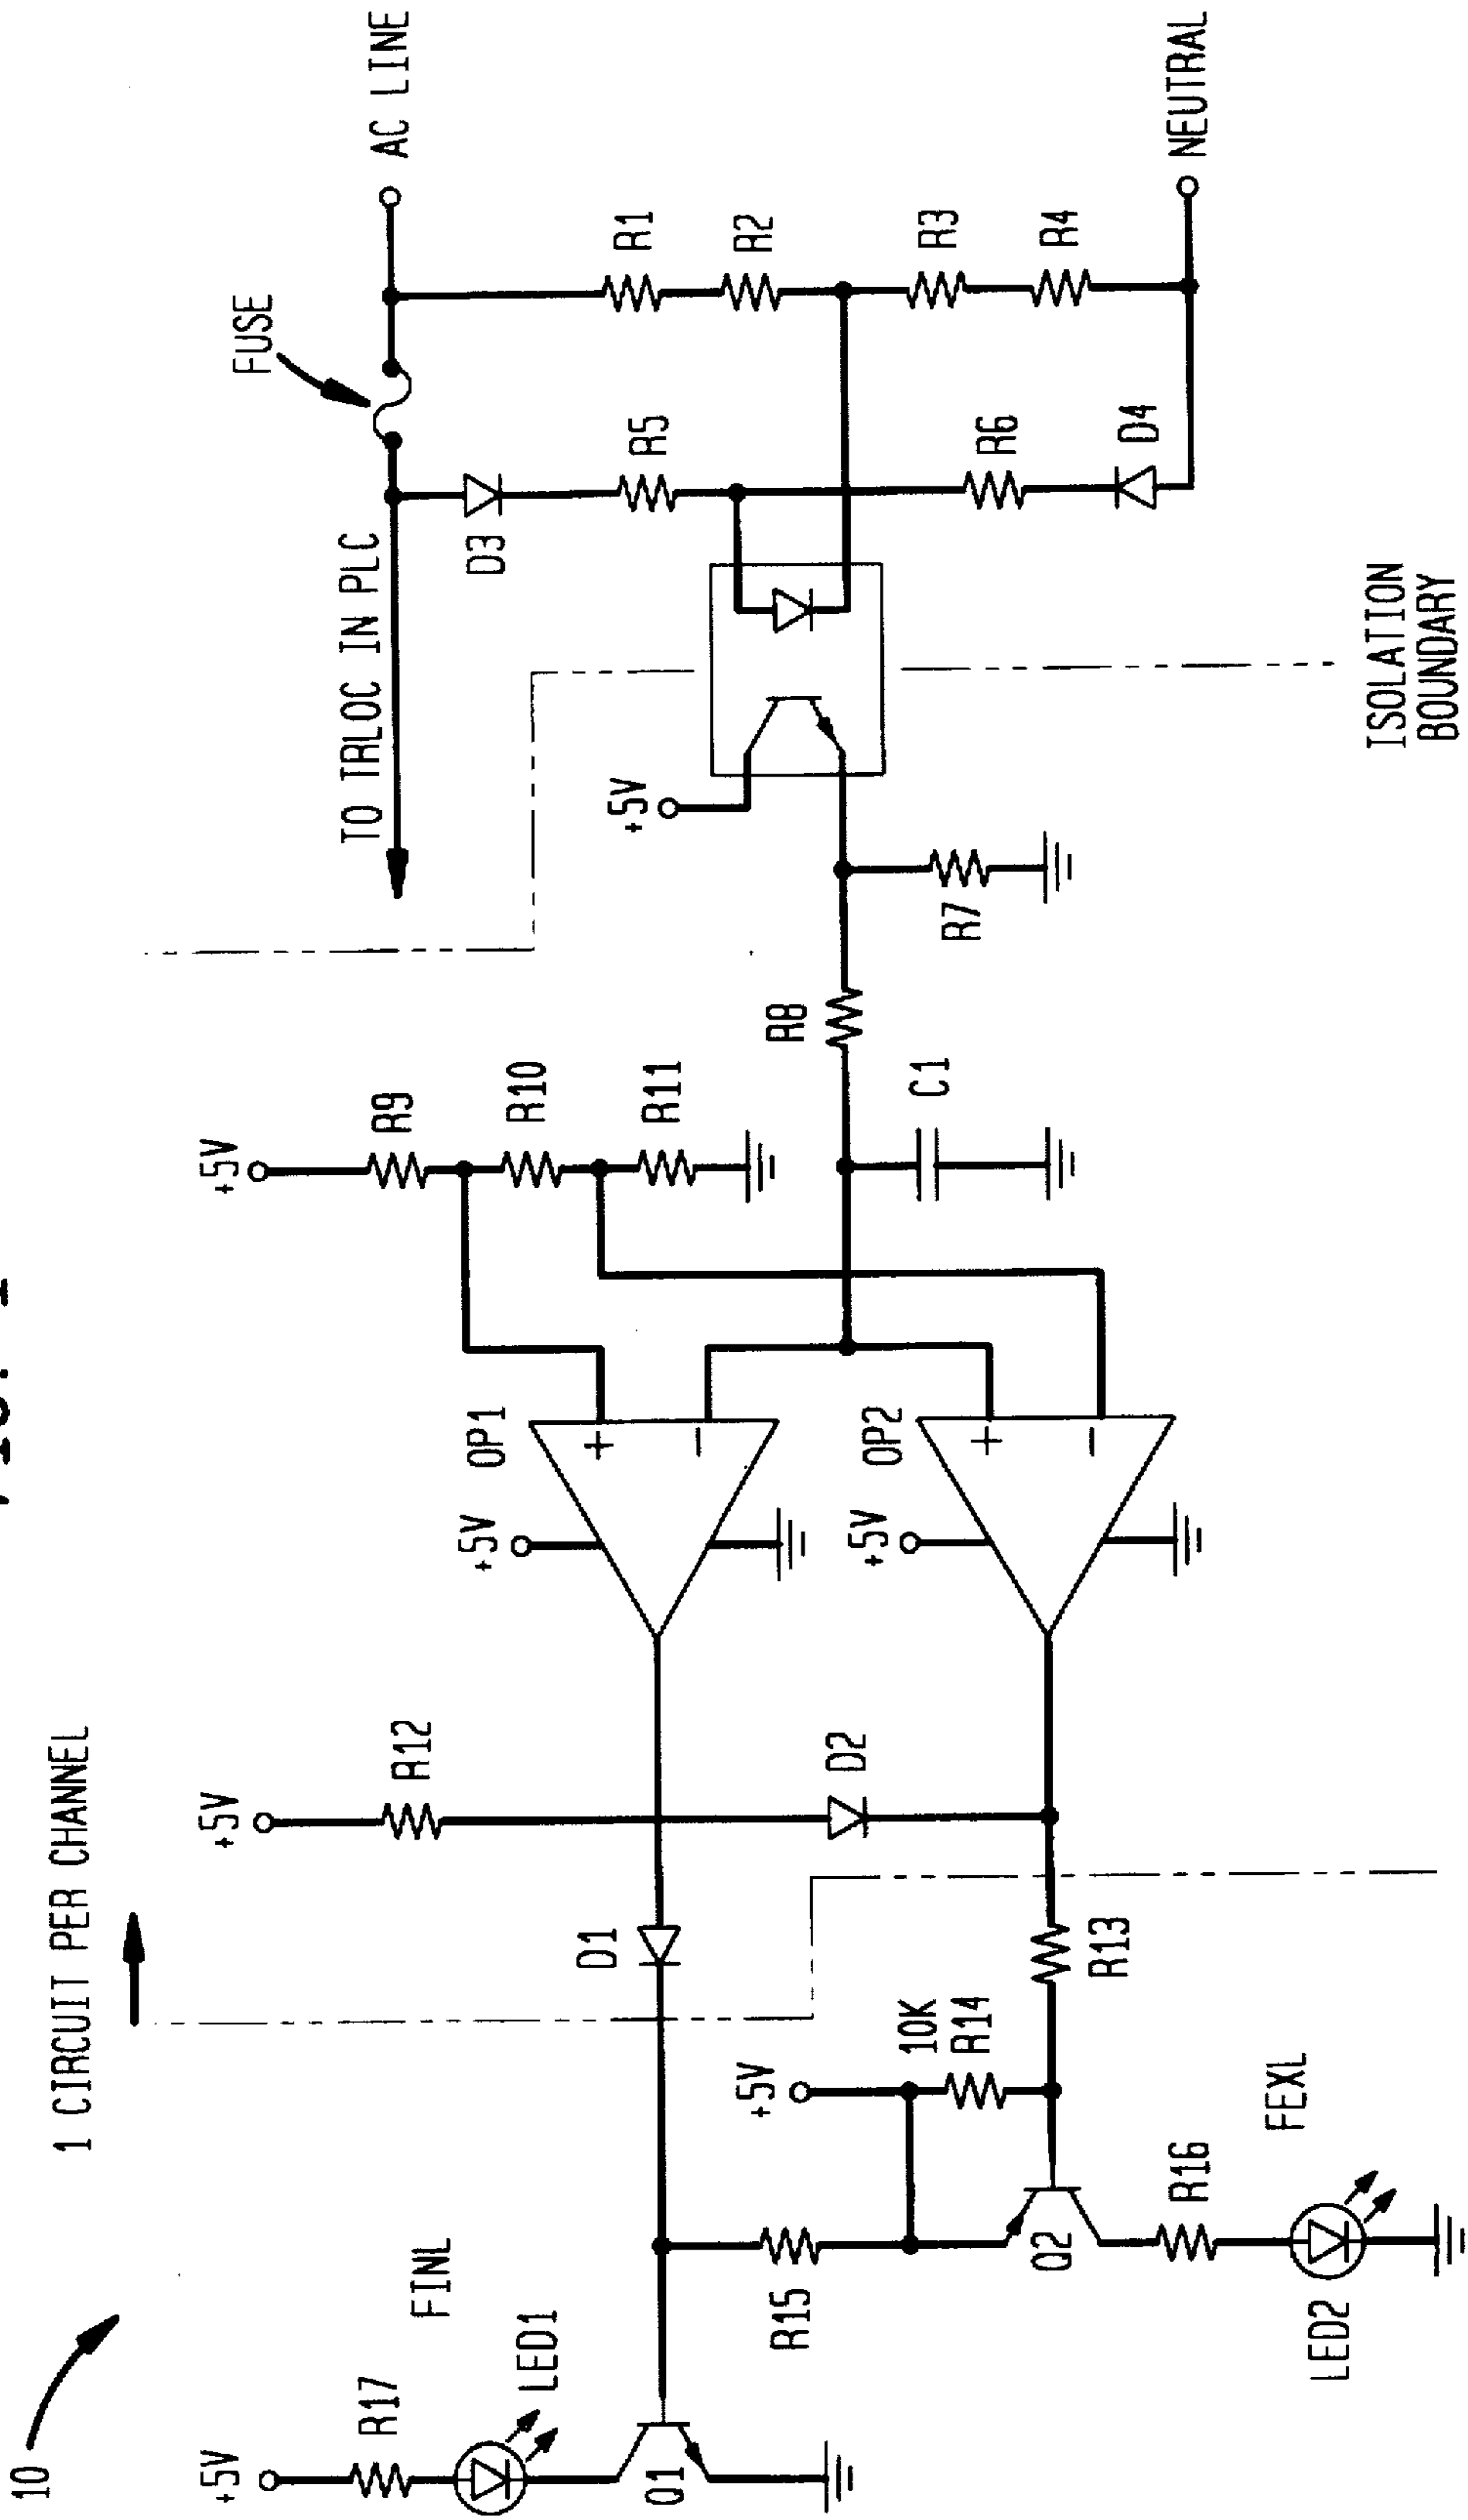 10
1 CIRCUIT PER CHANNEL
+5V
R17
LED1
FINL
Q1
+5V
R12
D1
R15
+5V
10K
R14
Q2
R16
FEXL
LED2
R13
D2
+5V
OP1
+
-
+5V
OP2
+
-
+5V
R9
R10
R11
R8
C1
R7
+5V
TO TRLOC IN PLC
FUSE
D3
R5
R6
D4
AC LINE
R1
R2
R3
R4
NEUTRAL
ISOLATION
BOUNDARY